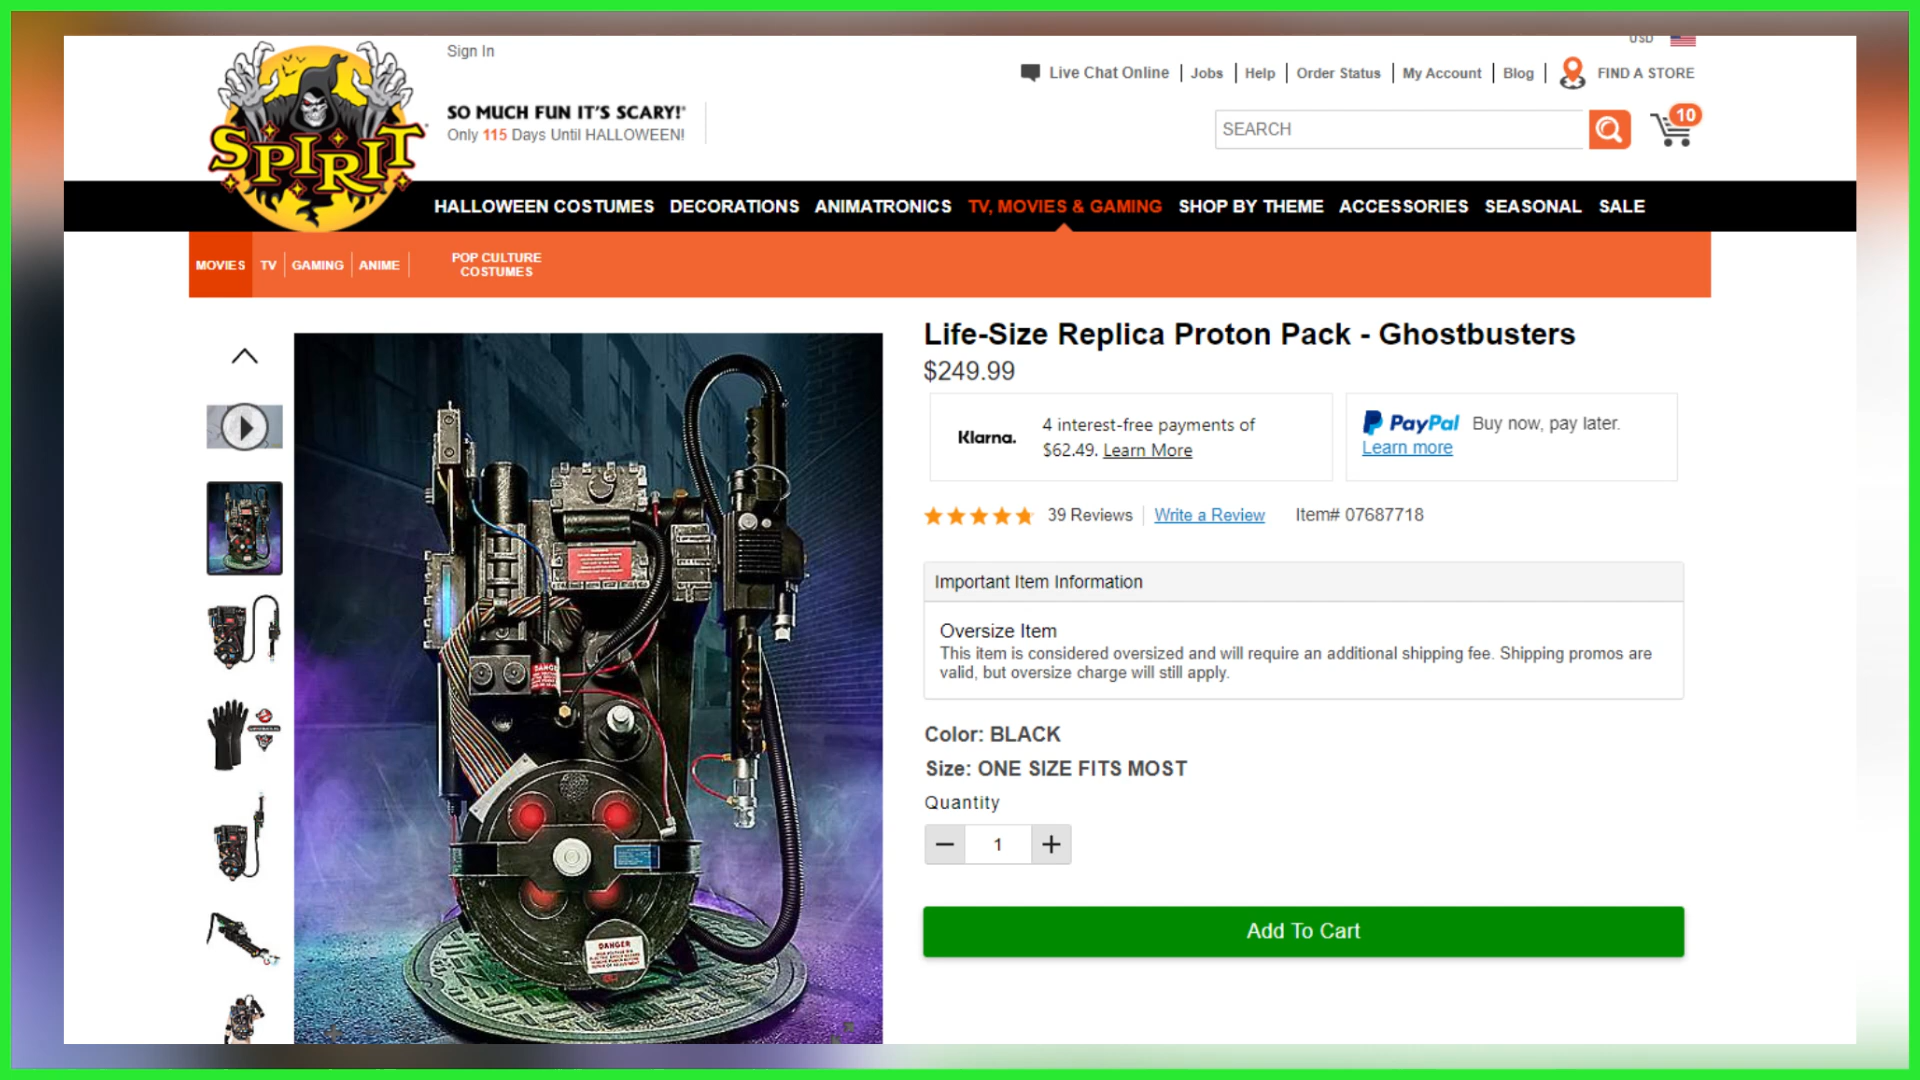 USD
Sign In
Live Chat Online
Jobs
Help
Order Status
My Account
Blog
FIND A STORE
SPIRIT
SO MUCH FUN IT'S SCARY!
Only 115 Days Until HALLOWEEN!
SEARCH
10
HALLOWEEN COSTUMES
DECORATIONS
ANIMATRONICS
TV, MOVIES & GAMING
SHOP BY THEME
ACCESSORIES
SEASONAL
SALE
MOVIES
TV
GAMING
ANIME
POP CULTURE
COSTUMES
Life-Size Replica Proton Pack - Ghostbusters
$249.99
Klarna.
4 interest-free payments of
$62.49. Learn More
PayPal Buy now, pay later.
Learn more
39 Reviews
Write a Review
Item# 07687718
Important Item Information
Oversize Item
This item is considered oversized and will require an additional shipping fee. Shipping promos are
valid, but oversize charge will still apply.
Color: BLACK
Size: ONE SIZE FITS MOST
Quantity
1
Add To Cart
DANGER
DANGER